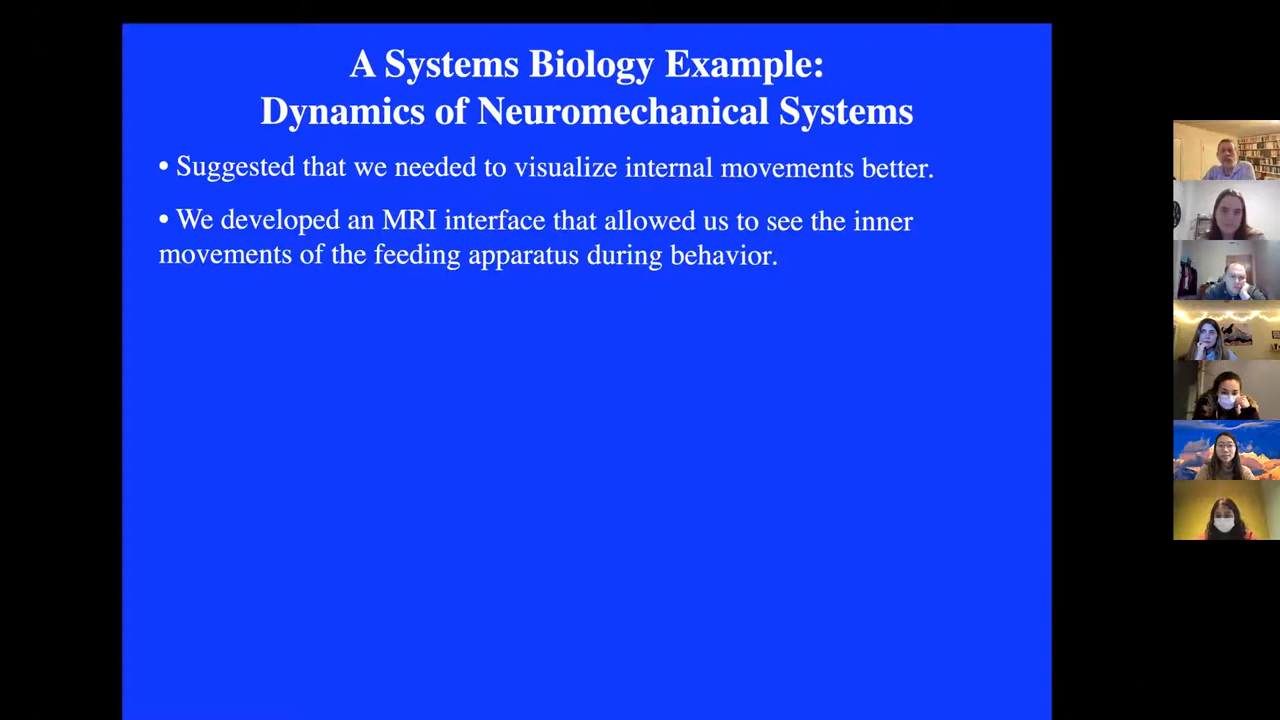 A Systems Biology Example:
Dynamics of Neuromechanical Systems
• Suggested that we needed to visualize internal movements better.
• We developed an MRI interface that allowed us to see the inner
movements of the feeding apparatus during behavior.